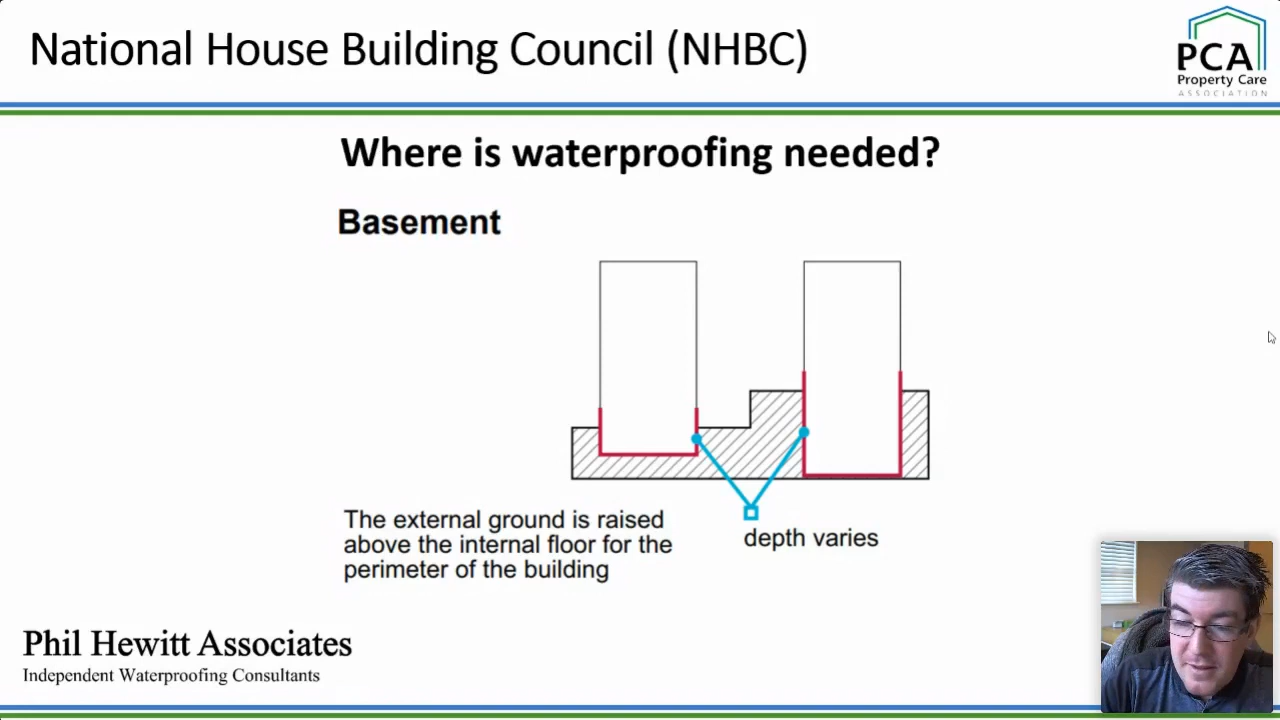 National House Building Council (NHBC)
PCA
Property Care
ASSOCIATION
Where is waterproofing needed?
Basement
The external ground is raised
above the internal floor for the
perimeter of the building
depth varies
Phil Hewitt Associates
Independent Waterproofing Consultants